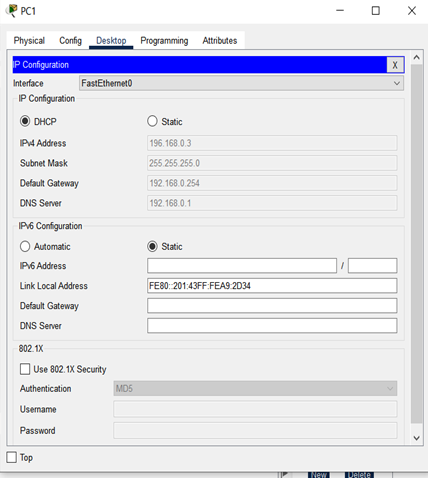 PC1
Physical Config Desktop Programming Attributes
IP Configuration X
Interface FastEthernet0
IP Configuration
DHCP Static
IPv4 Address 196.168.0.3
Subnet Mask 255.255.255.0
Default Gateway 192.168.0.254
DNS Server 192.168.0.1
IPv6 Configuration
Automatic Static
IPv6 Address /
Link Local Address FE80::201:43FF:FEA9:2D34
Default Gateway
DNS Server
802.1X
Use 802.1X Security
Authentication MD5
Username
Password
Top
New Delete